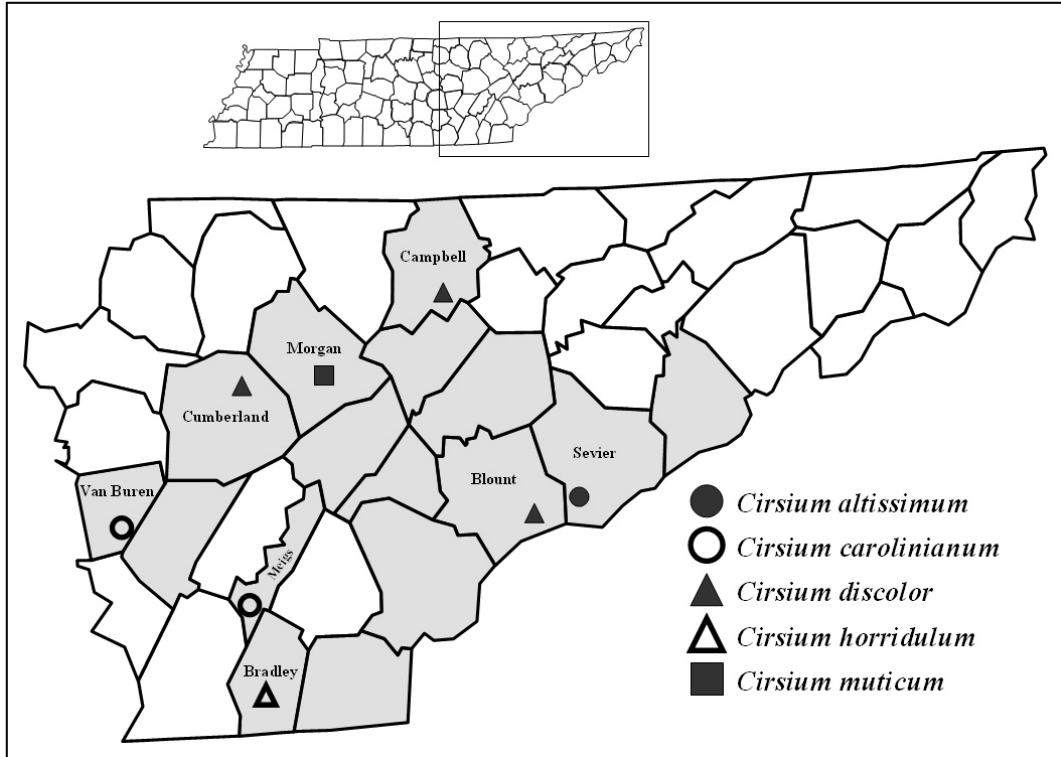 Campbell
Morgan
Cumberland
Sevier
Blount
Van Buren
Meigs
Bradley
Cirsium altissimum
Cirsium carolinianum
Cirsium discolor
Cirsium horridulum
Cirsium muticum